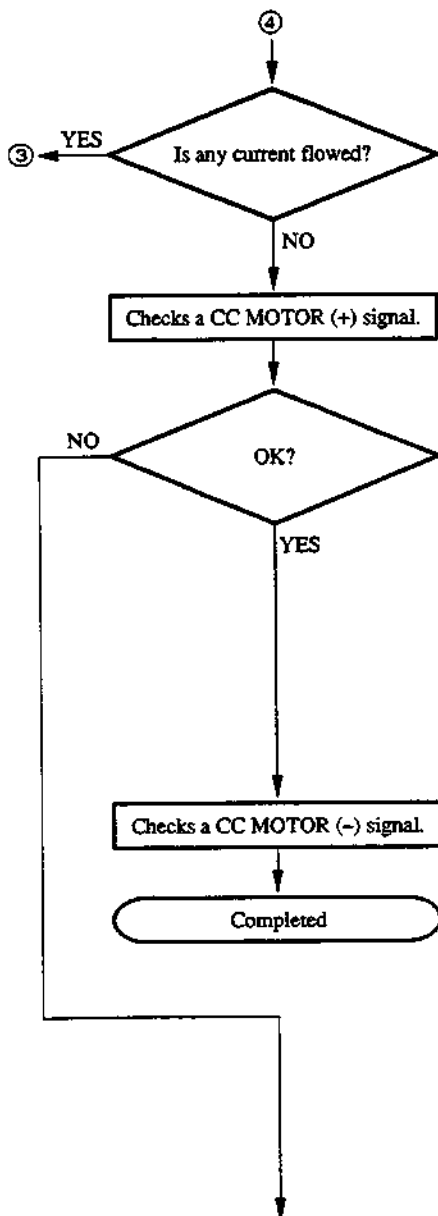 ④
Is any current flowed?
YES
③
NO
Checks a CC MOTOR (+) signal.
OK?
NO
YES
Checks a CC MOTOR (–) signal.
Completed